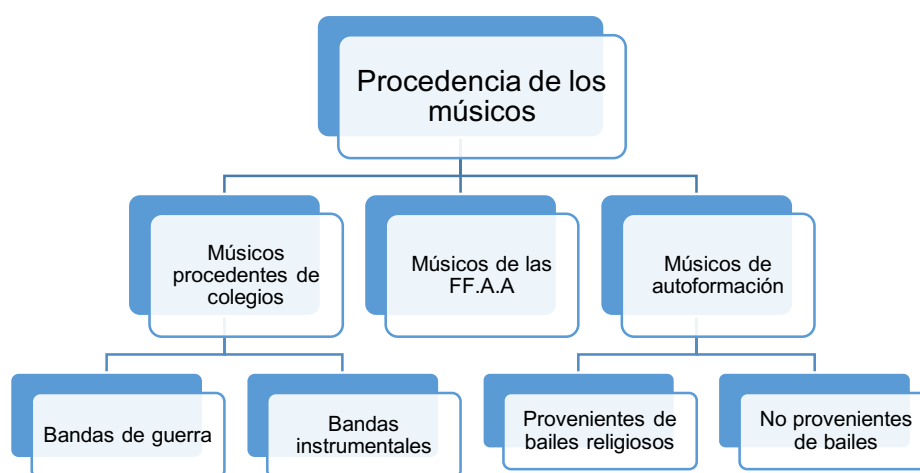 Procedencia de los
músicos
Músicos
procedentes de
colegios
Músicos de las
FF.A.A
Músicos de
autoformación
Bandas de guerra
Bandas
instrumentales
Provenientes de
bailes religiosos
No provenientes
de bailes